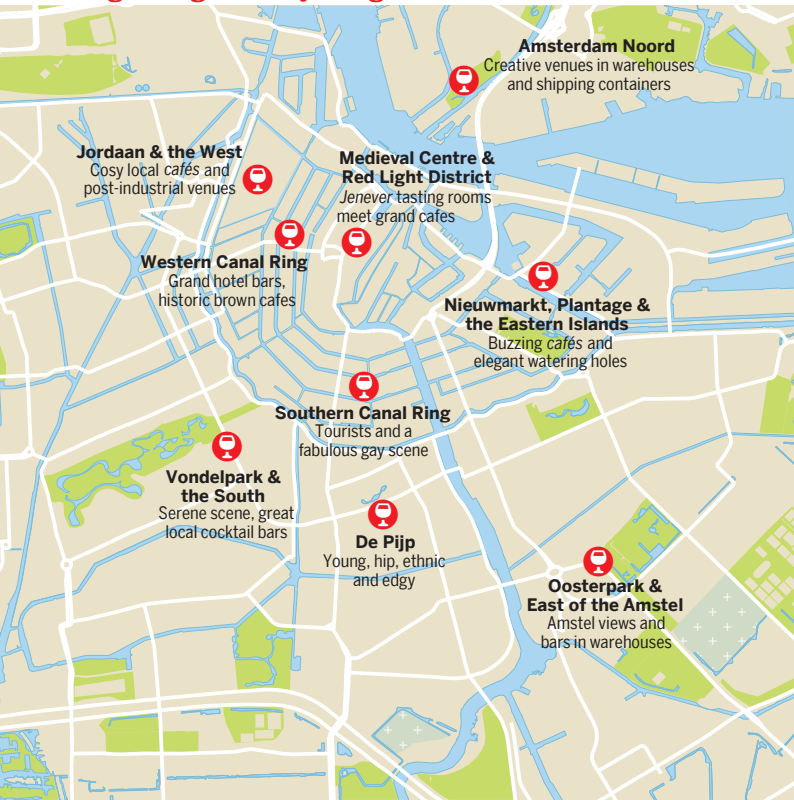 Amsterdam Noord
Creative venues in warehouses
and shipping containers
Jordaan & the West
Cosy local cafés and
post-industrial venues
Medieval Centre &
Red Light District
Jenever tasting rooms
meet grand cafes
Western Canal Ring
Grand hotel bars,
historic brown cafes
Nieuwmarkt, Plantage &
the Eastern Islands
Buzzing cafés and
elegant watering holes
Southern Canal Ring
Tourists and a
fabulous gay scene
Vondelpark &
the South
Serene scene, great
local cocktail bars
De Pijp
Young, hip, ethnic
and edgy
Oosterpark &
East of the Amstel
Amstel views and
bars in warehouses